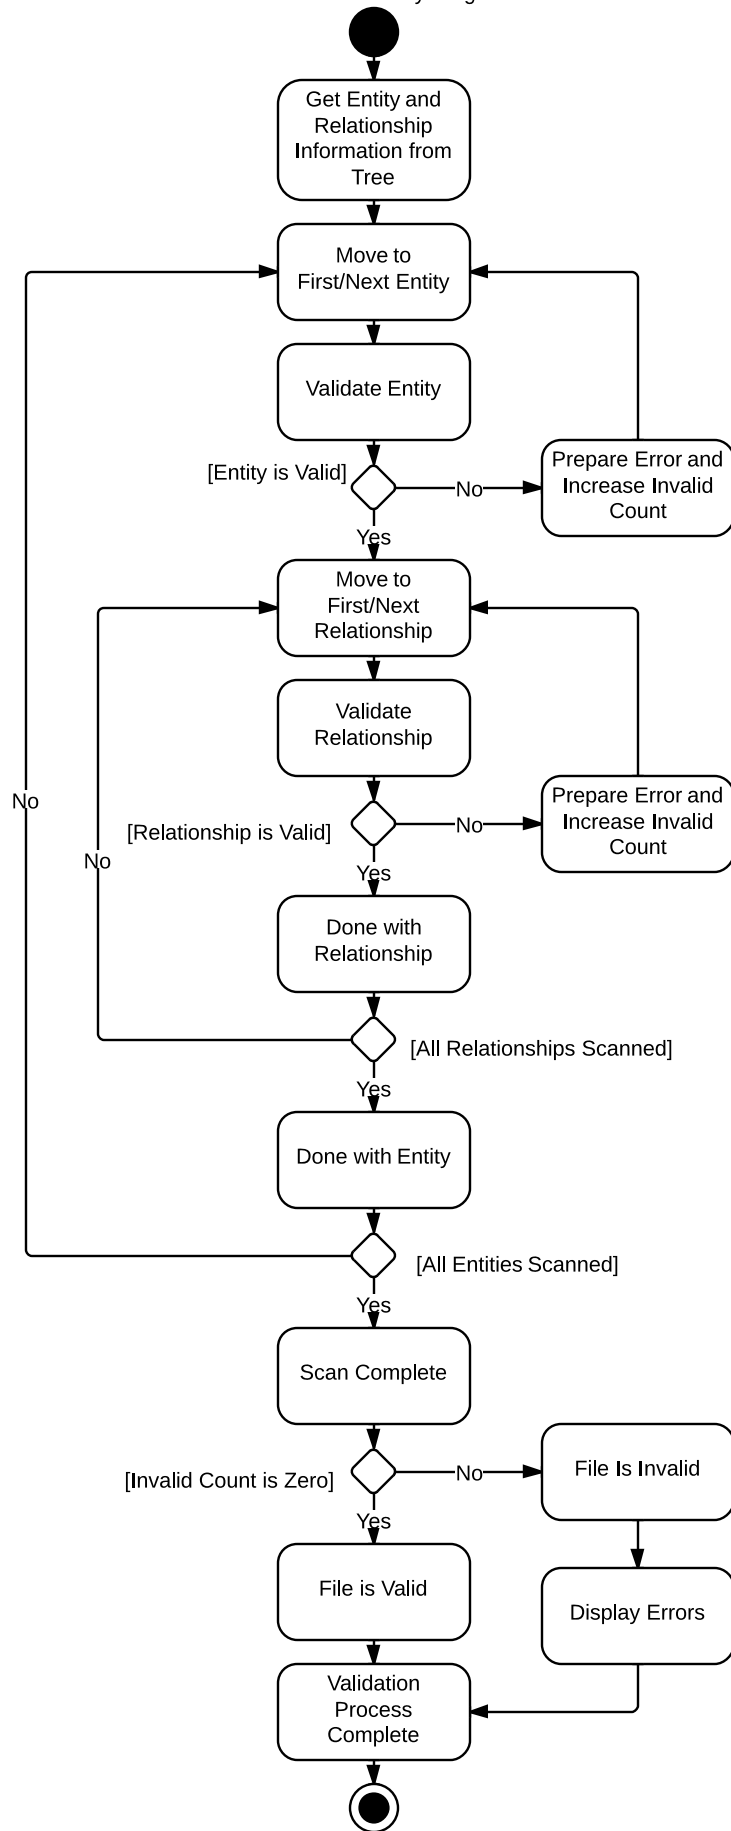 Get Entity and
Relationship
Information from
Tree
Move to
First/Next Entity
Validate Entity
[Entity is Valid]
No
Prepare Error and
Increase Invalid
Count
Yes
Move to
First/Next
Relationship
Validate
Relationship
No
[Relationship is Valid]
No
Prepare Error and
Increase Invalid
Count
No
Yes
Done with
Relationship
[All Relationships Scanned]
Yes
Done with Entity
[All Entities Scanned]
Yes
Scan Complete
[Invalid Count is Zero]
No
File Is Invalid
Yes
File is Valid
Display Errors
Validation
Process
Complete